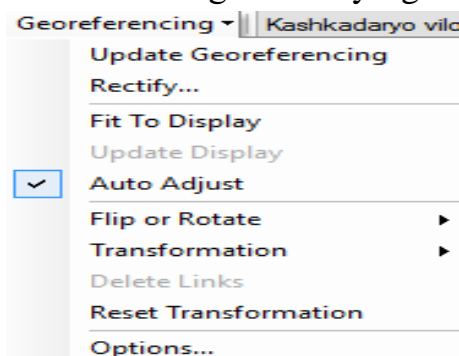 Georeferencing Kashkadaryo vilo
Update Georeferencing
Rectify...
Fit To Display
Update Display
Auto Adjust
Flip or Rotate
Transformation
Delete Links
Reset Transformation
Options...